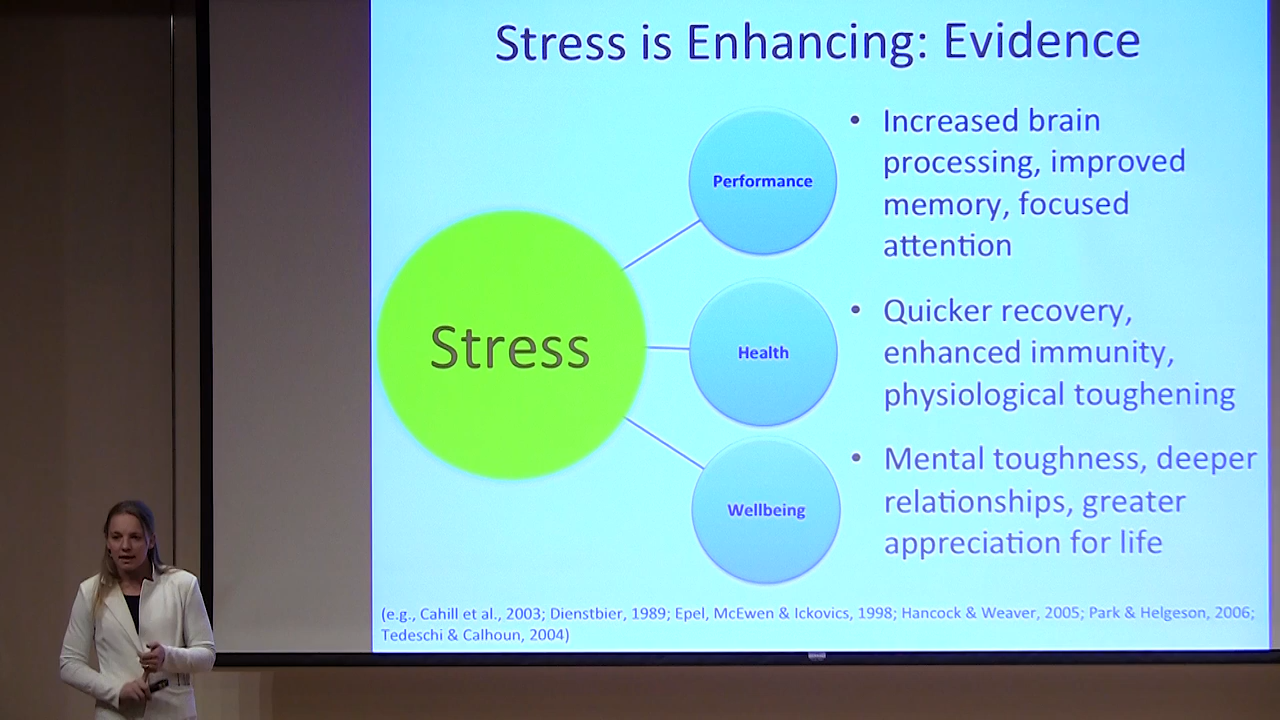 Stress is Enhancing: Evidence
Stress
Performance
• Increased brain
processing, improved
memory, focused
attention
Health
• Quicker recovery,
enhanced immunity,
physiological toughening
Wellbeing
• Mental toughness, deeper
relationships, greater
appreciation for life
(e.g., Cahill et al., 2003; Dienstbier, 1989; Epel, McEwen & Ickovics, 1998; Hancock & Weaver, 2005; Park & Helgeson, 2006;
Tedeschi & Calhoun, 2004)